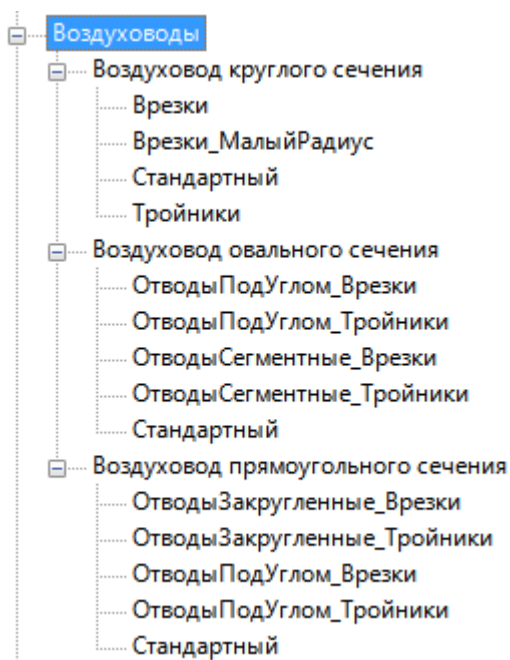 Воздуховоды
Воздуховод круглого сечения
Врезки
Врезки_МалыйРадиус
Стандартный
Тройники
Воздуховод овального сечения
ОтводыПодУглом_Врезки
ОтводыПодУглом_Тройники
ОтводыСегментные_Врезки
ОтводыСегментные_Тройники
Стандартный
Воздуховод прямоугольного сечения
ОтводыЗакругленные_Врезки
ОтводыЗакругленные_Тройники
ОтводыПодУглом_Врезки
ОтводыПодУглом_Тройники
Стандартный